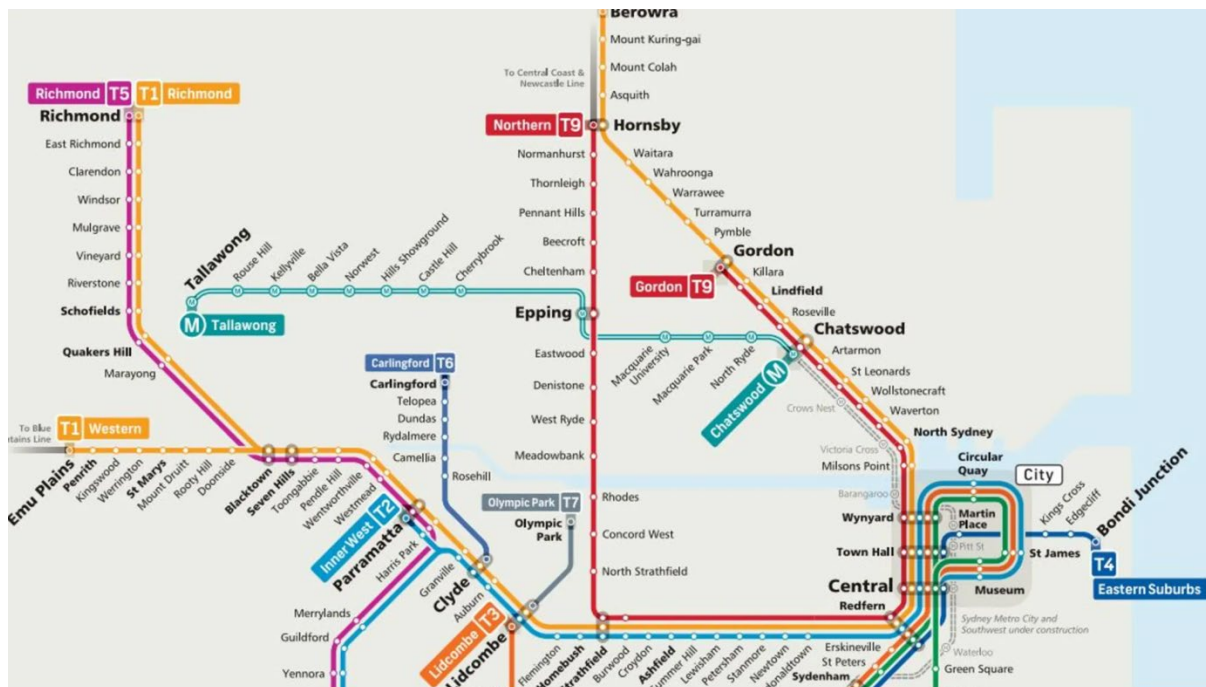 Berowra
Mount Kuring-gai
To Central Coast &
Newcastle Line
Mount Colah
Asquith
Richmond T5
T1 Richmond
Richmond
East Richmond
Clarendon
Windsor
Mulgrave
Vineyard
Riverstone
Schofields
Quakers Hill
Marayong
Northern T9
Hornsby
Normanhurst
Thornleigh
Pennant Hills
Beecroft
Cheltenham
Epping
Eastwood
Denistone
West Ryde
Meadowbank
Rhodes
Concord West
North Strathfield
Waitara
Wahroonga
Warrawee
Turramurra
Pymble
Gordon
Gordon T9
Killara
Lindfield
Roseville
Chatswood
Artarmon
St Leonards
Wollstonecraft
Waverton
North Sydney
Milsons Point
Tallawong
M Tallawong
Rouse Hill
Kellyville
Bella Vista
Norwest
Hills Showground
Castle Hill
Cherrybrook
Macquarie
University
Macquarie Park
North Ryde
Chatswood M
Crows Nest
Victoria Cross
Barangaroo
Carlingford T6
Carlingford
Telopea
Dundas
Rydalmere
Camellia
Rosehill
Olympic Park T7
Olympic
Park
To Blue
T1 Western
Emu Plains
Penrith
Kingswood
Werrington
St Marys
Mount Druitt
Rooty Hill
Doonside
Blacktown
Seven Hills
Toongabbie
Pendle Hill
Wentworthville
Westmead
Inner West T2
Parramatta
Harris Park
Granville
Clyde
Auburn
Lidcombe T3
Lidcombe
Merrylands
Guildford
Yennora
Flemington
Homebush
Strathfield
Burwood
Croydon
Ashfield
Summer Hill
Lewisham
Petersham
Stanmore
Newtown
Redfern
Central
Town Hall
Wynyard
Circular
Quay
City
Martin
Place
Pitt St
St James
Museum
Kings Cross
Edgecliff
Bondi Junction
T4
Eastern Suburbs
Sydney Metro City and
Southwest under construction
Erskineville
St Peters
Sydenham
Waterloo
Green Square